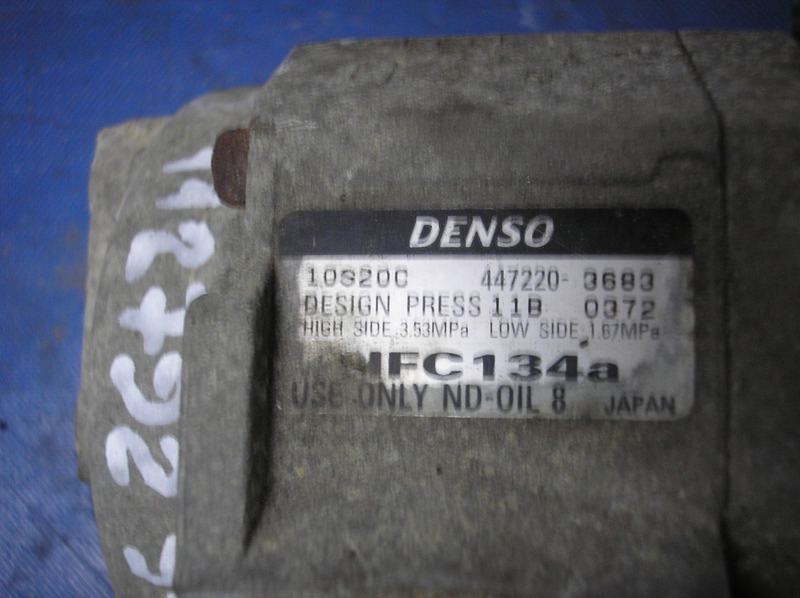 DENSO
10S20C 447220- 3683
DESIGN PRESS 11B 0372
HIGH SIDE 3.53MPa LOW SIDE 1.67MPa
HFC134a
USE ONLY ND-OIL 8 JAPAN